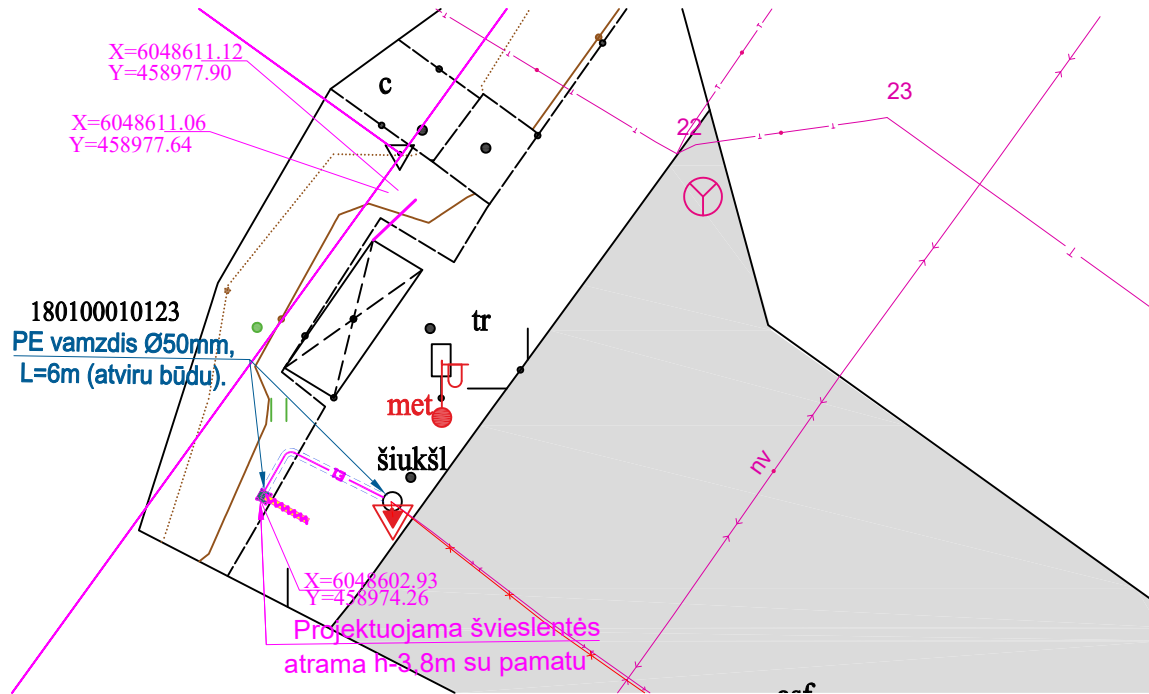 X=6048611.12
Y=458977.90
c
23
X=6048611.06
Y=458977.64
22
180100010123
tr
PE vamzdis Ø50mm,
L=6m (atviru būdu).
met
šiukšl
nv
13
X=6048602.93
Y=458974.26
Projektuojama švieslentės
atrama h-3,8m su pamatu